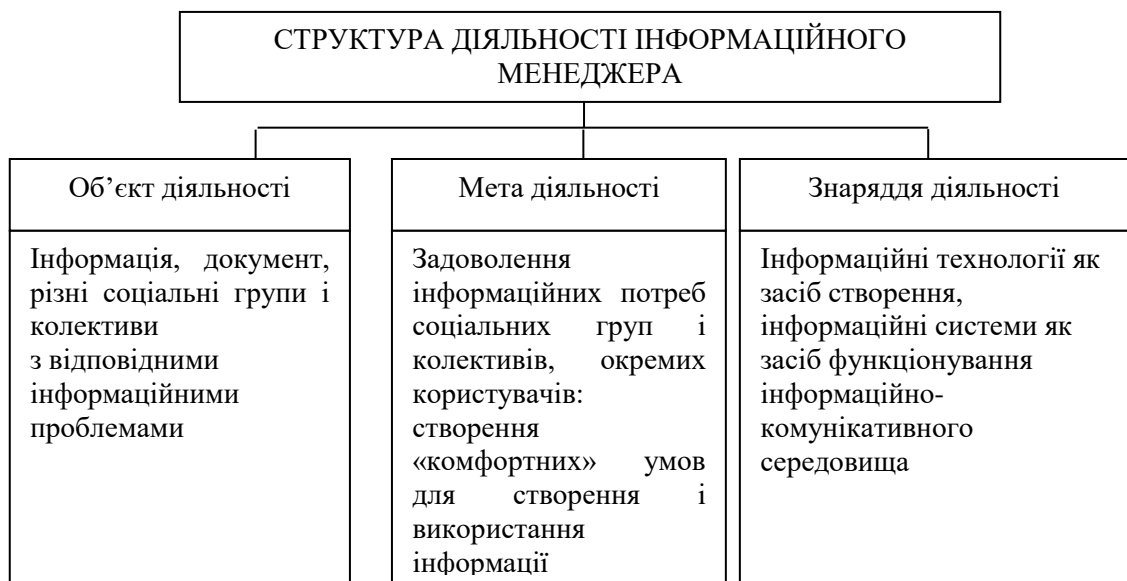 СТРУКТУРА ДІЯЛЬНОСТІ ІНФОРМАЦІЙНОГО
МЕНЕДЖЕРА
Об’єкт діяльності
Інформація, документ,
різні соціальні групи і
колективи
з відповідними
інформаційними
проблемами
Мета діяльності
Задоволення
інформаційних потреб
соціальних груп і
колективів, окремих
користувачів:
створення
«комфортних» умов
для створення і
використання
інформації
Знаряддя діяльності
Інформаційні технології як
засіб створення,
інформаційні системи як
засіб функціонування
інформаційно-
комунікативного
середовища